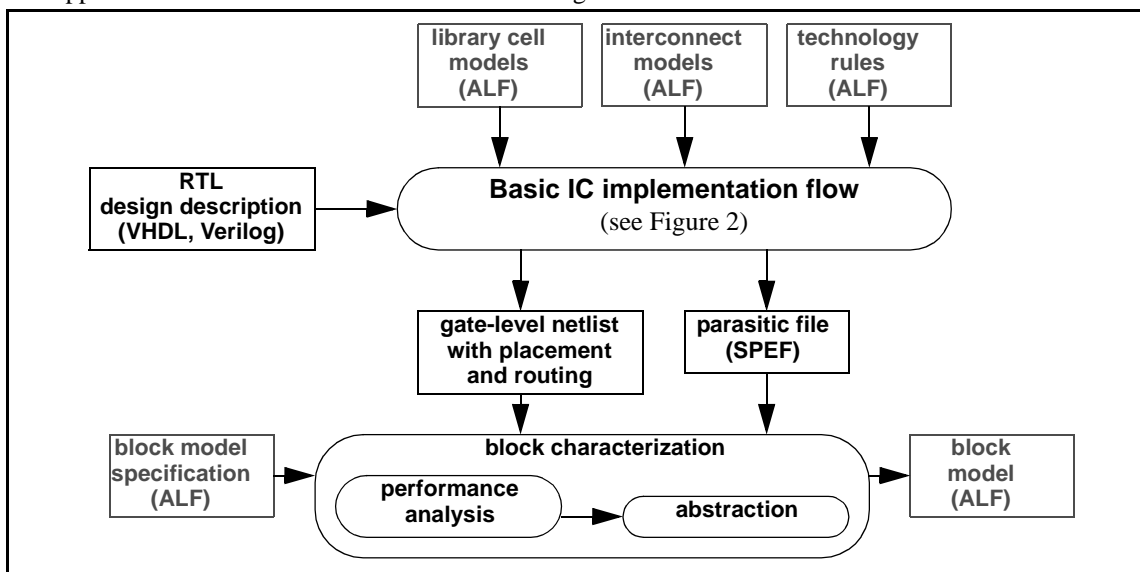 library cell
models
(ALF)
interconnect
models
(ALF)
technology
rules
(ALF)
RTL
design description
(VHDL, Verilog)
Basic IC implementation flow
(see Figure 2)
gate-level netlist
with placement
and routing
parasitic file
(SPEF)
block model
specification
(ALF)
block characterization
performance
analysis
abstraction
block
model
(ALF)